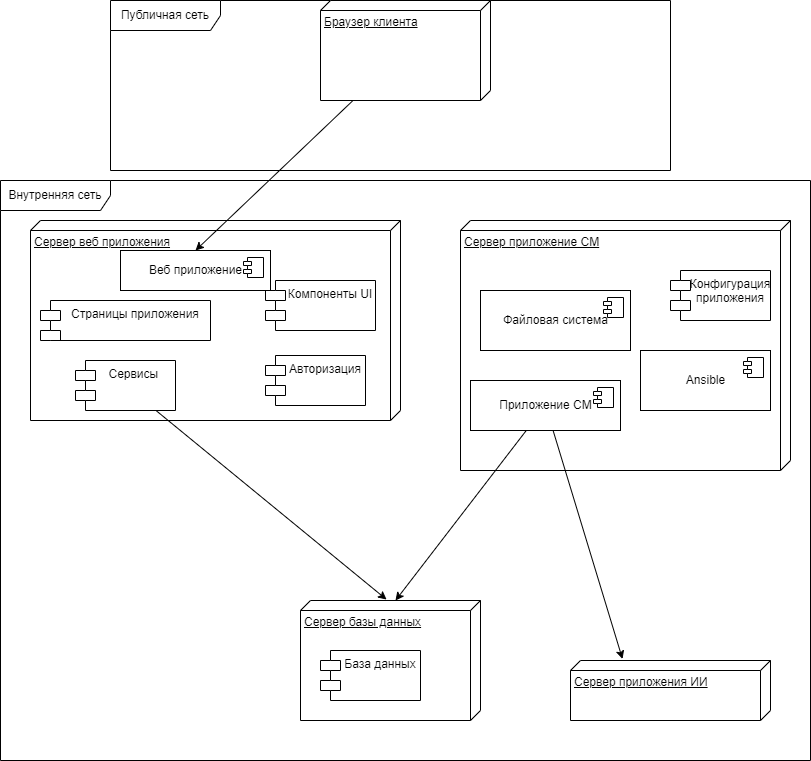 Публичная сеть
Браузер клиента
Внутренняя сеть
Сервер веб приложения
Веб приложение
Компоненты UI
Страницы приложения
Сервисы
Авторизация
Сервер приложение СМ
Конфигурация
приложения
Файловая система
Ansible
Приложение СМ
Сервер базы данных
База данных
Сервер приложения ИИ